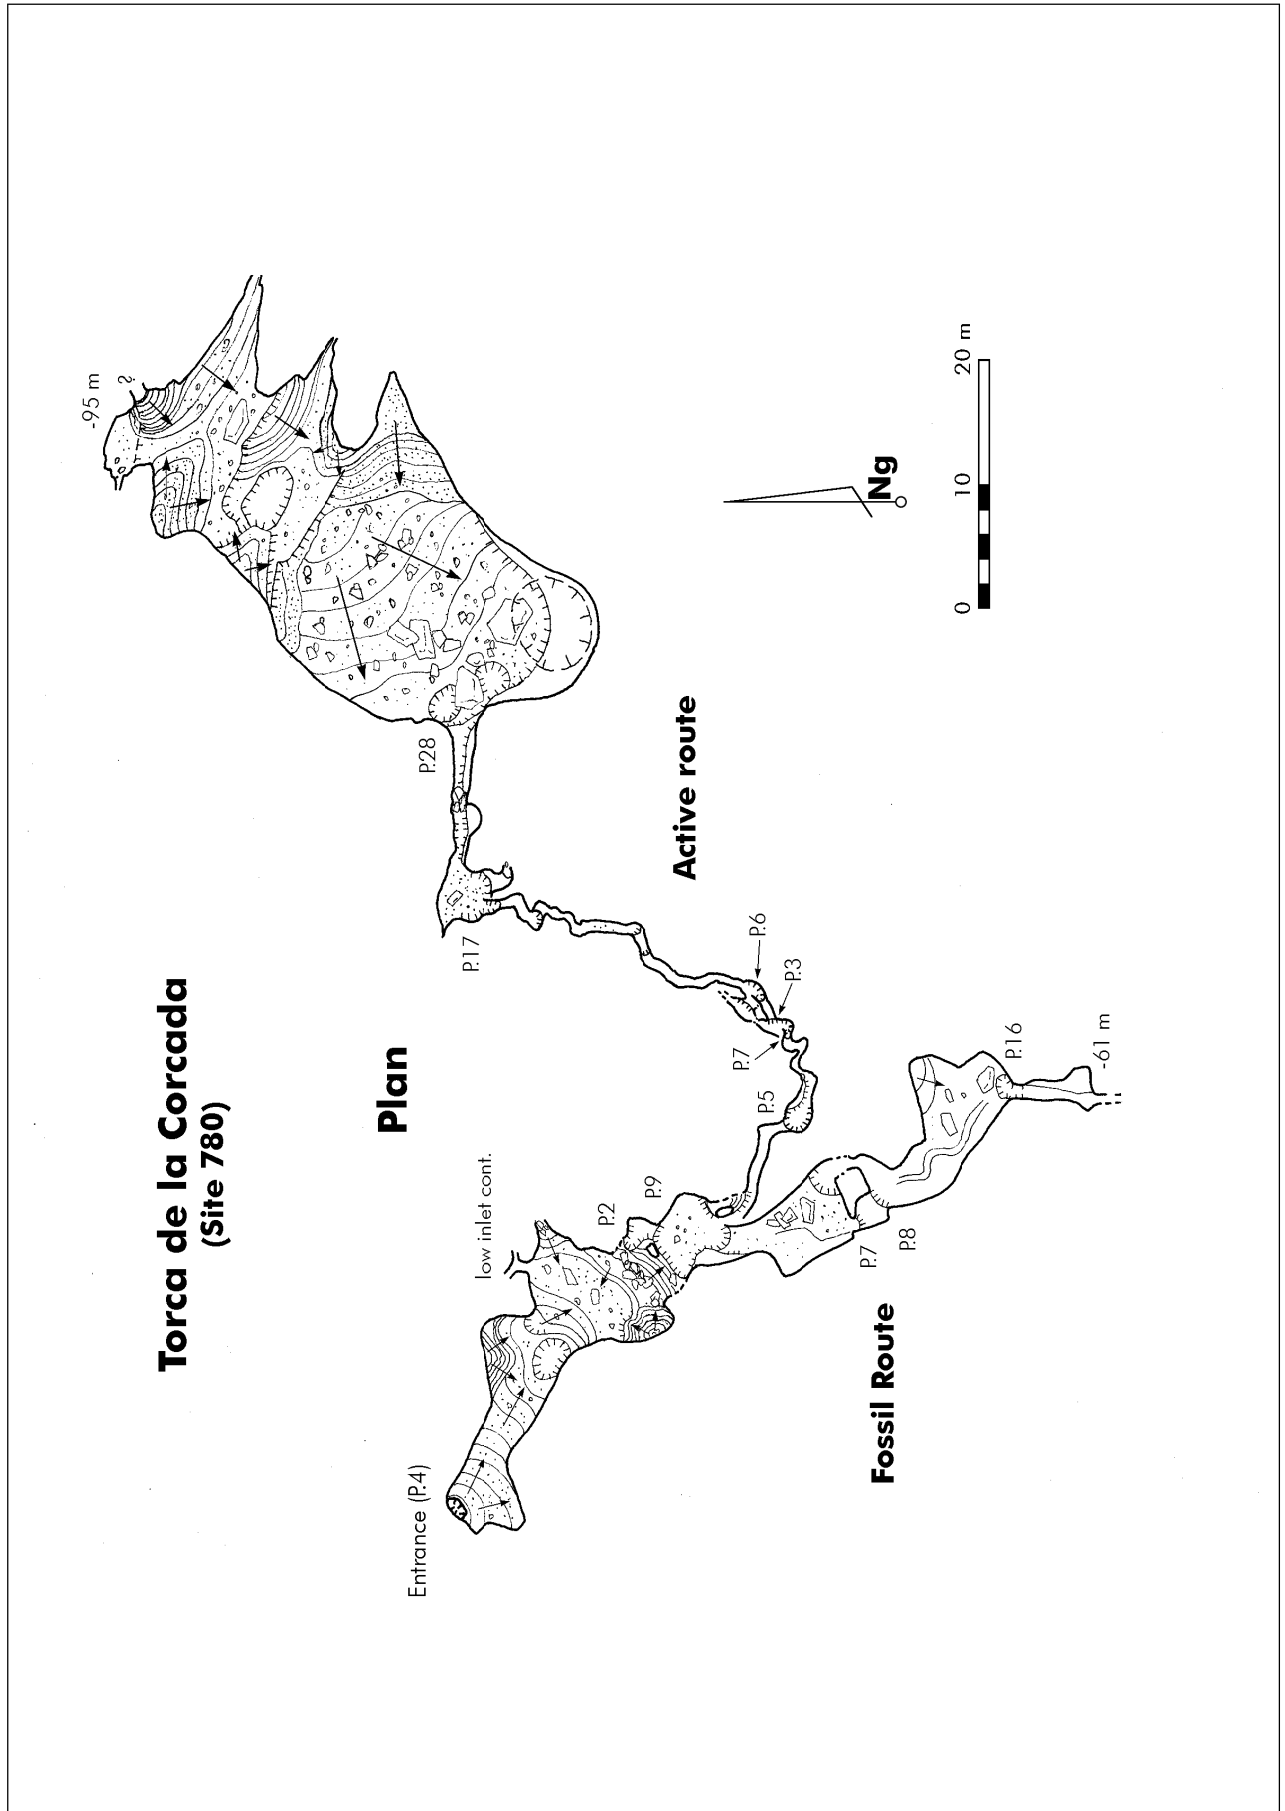 Torca de la Corcada
(Site 780)
Plan
Entrance (P.4)
low inlet cont.
P.2
P.9
P.5
P.7
P.3
P.6
P.17
P.28
-95 m
?
Active route
Fossil Route
P.7
P.8
P.16
-61 m
Ng
0 10 20 m